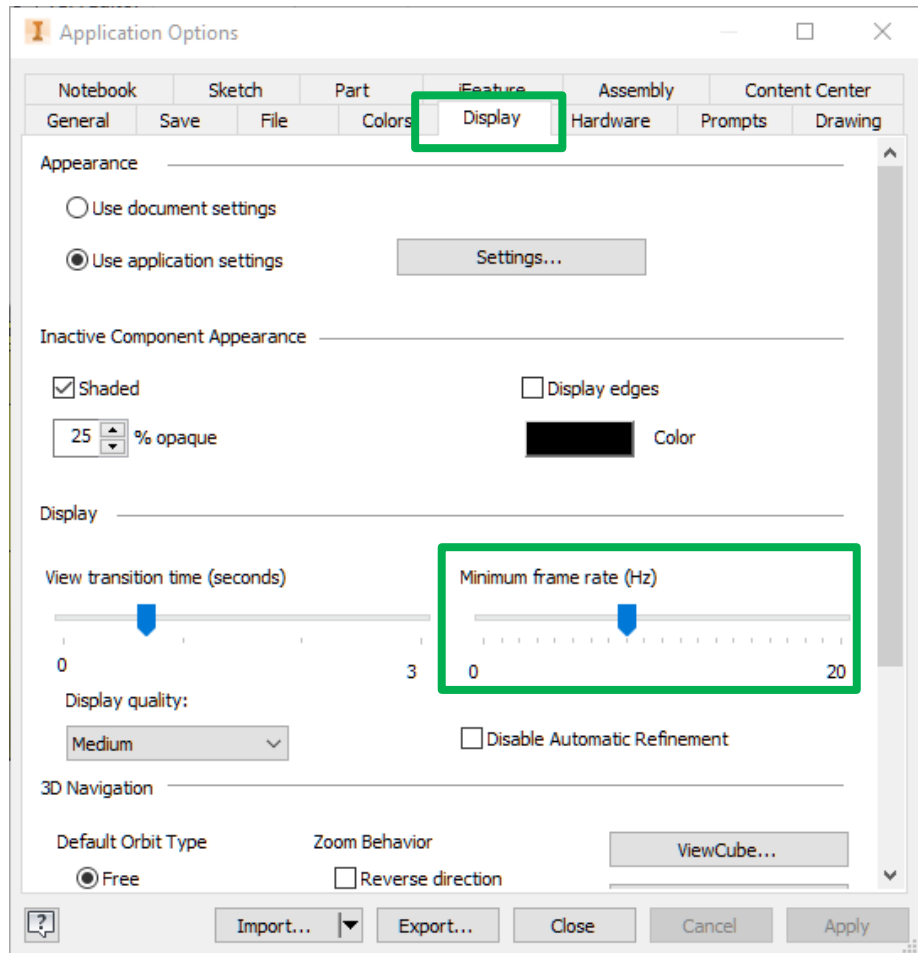 Application Options
Notebook Sketch Part iFeature Assembly Content Center
General Save File Colors Display Hardware Prompts Drawing
Appearance
Use document settings
Use application settings Settings...
Inactive Component Appearance
Shaded Display edges
25 % opaque Color
Display
View transition time (seconds) Minimum frame rate (Hz)
0 3 0 20
Display quality:
Medium Disable Automatic Refinement
3D Navigation
Default Orbit Type Zoom Behavior ViewCube...
Free Reverse direction
? Import... Export... Close Cancel Apply